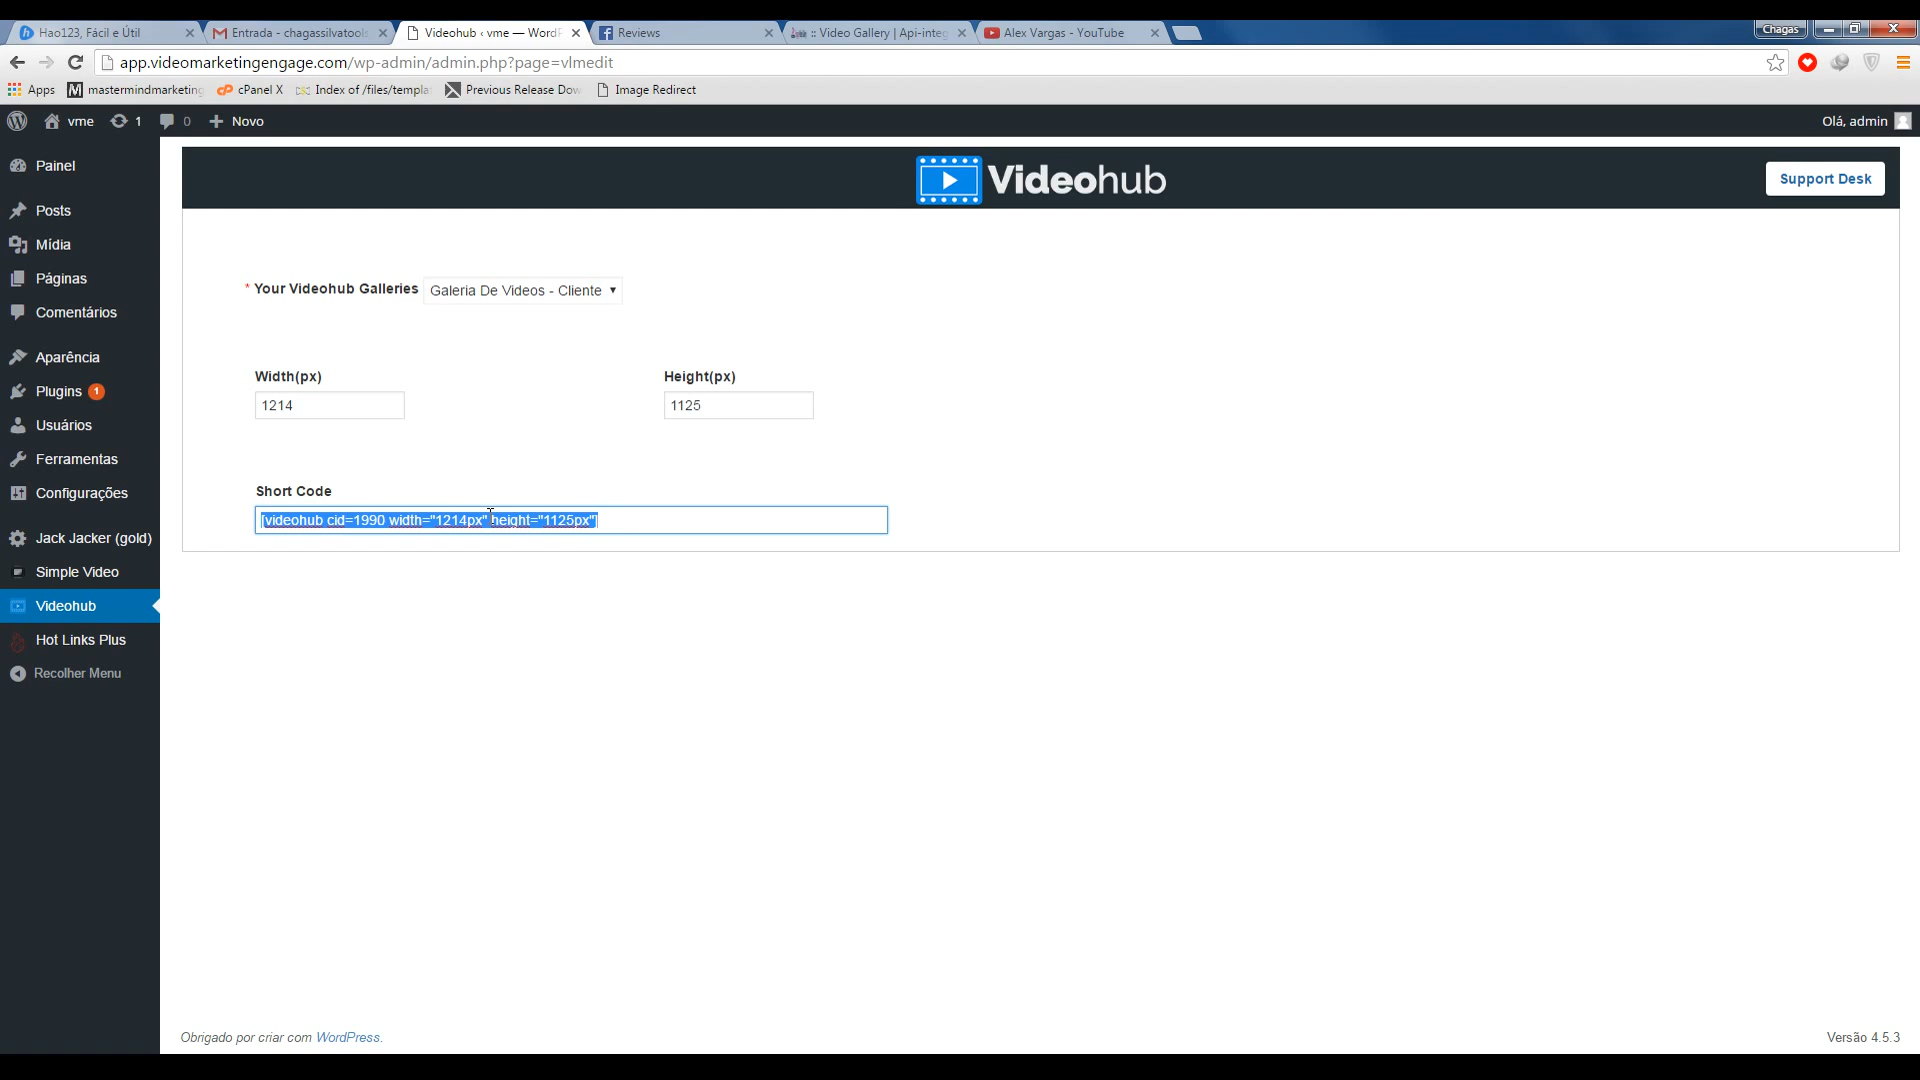 Hao123, Fácil e Útil
Entrada - chagassilvatools
Videohub ‹ vme — WordP
Reviews
:: Video Gallery | Api-integ
Alex Vargas - YouTube
Chagas
app.videomarketingengage.com/wp-admin/admin.php?page=vlmedit
Apps
mastermindmarketing
cPanel X
Index of /files/templa
Previous Release Dow
Image Redirect
vme
1
0
Novo
Olá, admin
Painel
Posts
Mídia
Páginas
Comentários
Aparência
Plugins 1
Usuários
Ferramentas
Configurações
Jack Jacker (gold)
Simple Video
Videohub
Hot Links Plus
Recolher Menu
Videohub
Support Desk
* Your Videohub Galleries Galeria De Videos - Cliente
Width(px)
Height(px)
1214
1125
Short Code
[videohub cid=1990 width="1214px" height="1125px"]
Obrigado por criar com WordPress.
Versão 4.5.3